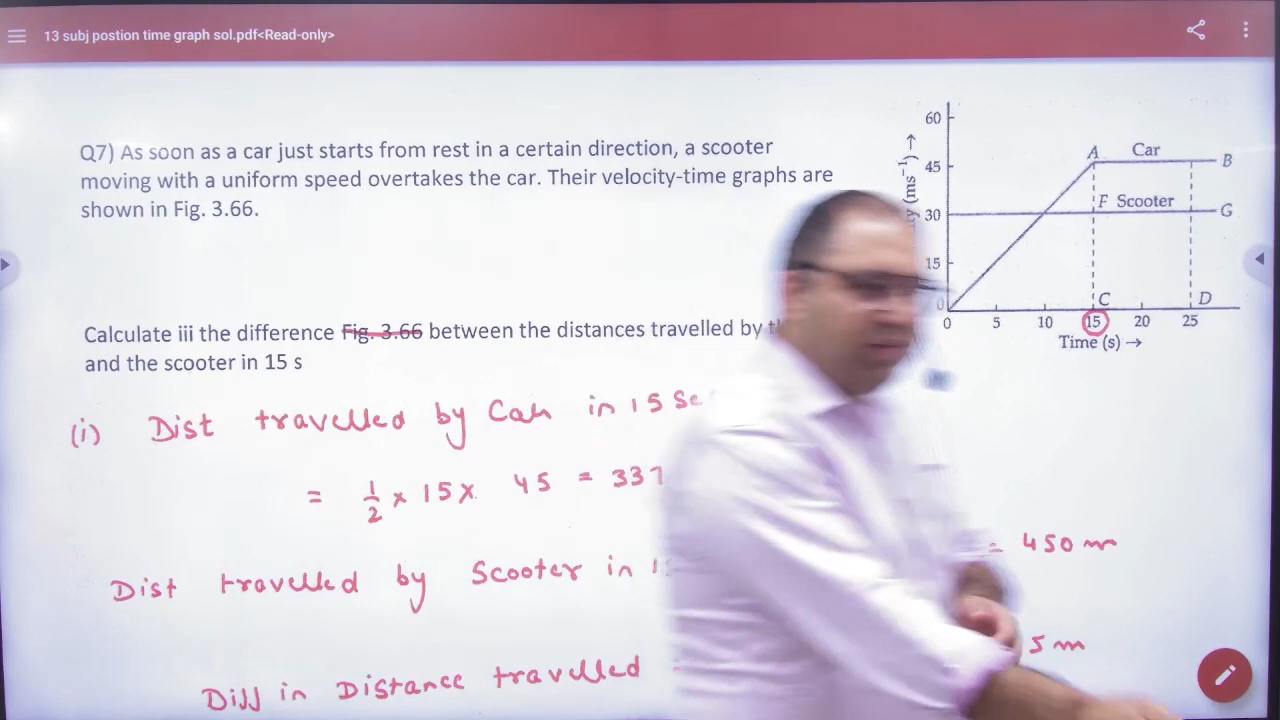 13 subj postion time graph sol.pdf<Read-only>
Q7) As soon as a car just starts from rest in a certain direction, a scooter
moving with a uniform speed overtakes the car. Their velocity-time graphs are
shown in Fig. 3.66.
Calculate iii the difference Fig. 3.66 between the distances travelled by
and the scooter in 15 s
(i) Dist travelled by Car in 15
= 1/2 × 15 × 45 = 337
Dist travelled by Scooter in
= 450 m
Diff in Distance travelled
5 m
60
45
30
15
0
(ms⁻¹) →
A Car B
F Scooter G
C D
0 5 10 15 20 25
Time (s) →